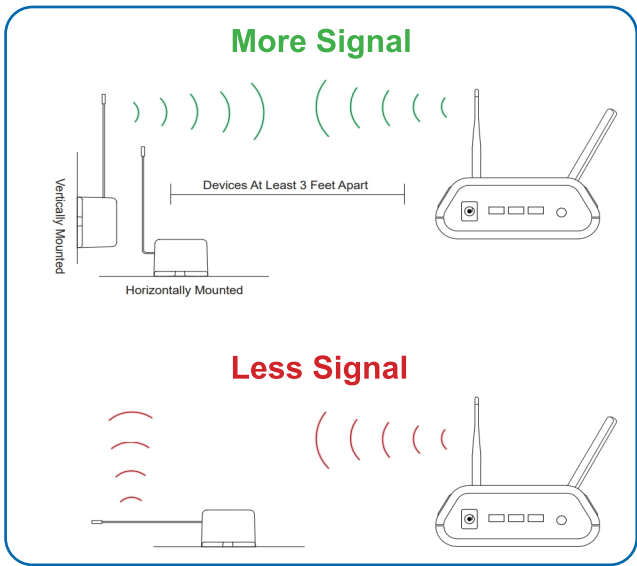 More Signal
Devices At Least 3 Feet Apart
Vertically Mounted
Horizontally Mounted
Less Signal